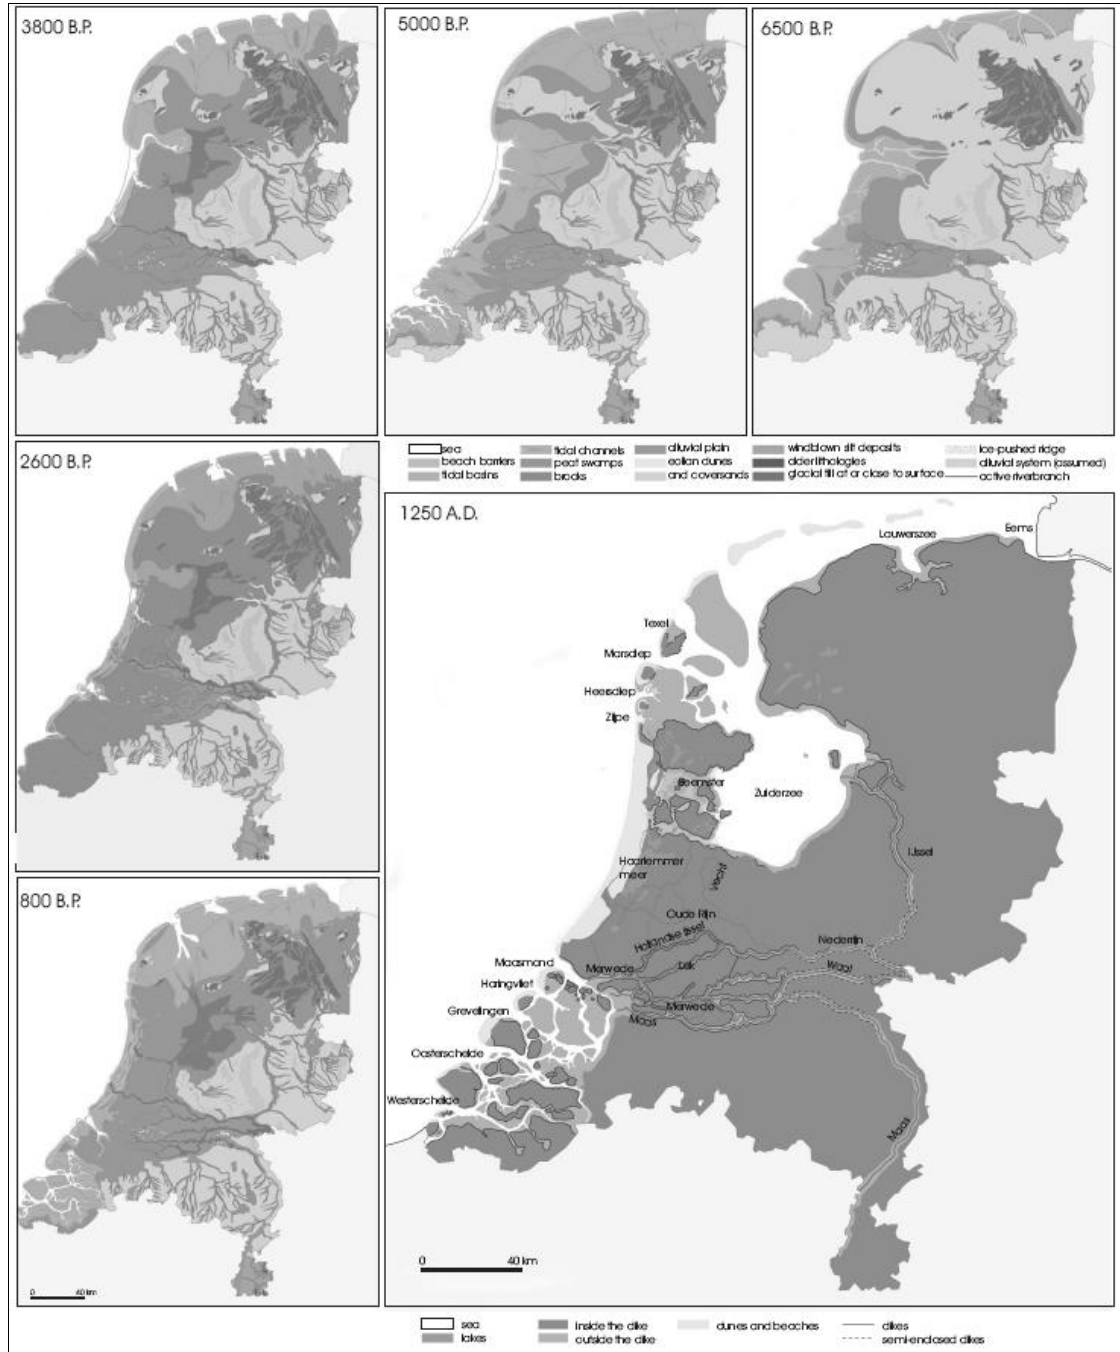 3800 B.P.
5000 B.P.
6500 B.P.
2600 B.P.
sea
tidal channels
alluvial plain
windblown silt deposits
ice-pushed ridge
beach barriers
peat swamps
eolian dunes
older lithologies
alluvial system (assumed)
tidal basins
brooks
and coversands
glacial till at or close to surface
active riverbranch
1250 A.D.
Lauwerszee
Eems
Texel
Marsdiep
Heersdiep
Zijpe
Beemster
Zuiderzee
IJssel
Haarlemmer
meer
Vecht
Oude Rijn
Hollandse IJssel
Nederrijn
Maasmond
Merwede
Lek
Waal
Haringvliet
Grevelingen
Maas
Merwede
Oosterschelde
Westerschelde
Maas
0 40 km
800 B.P.
0 40 km
sea
inside the dike
dunes and beaches
dikes
lakes
outside the dike
semi-enclosed dikes